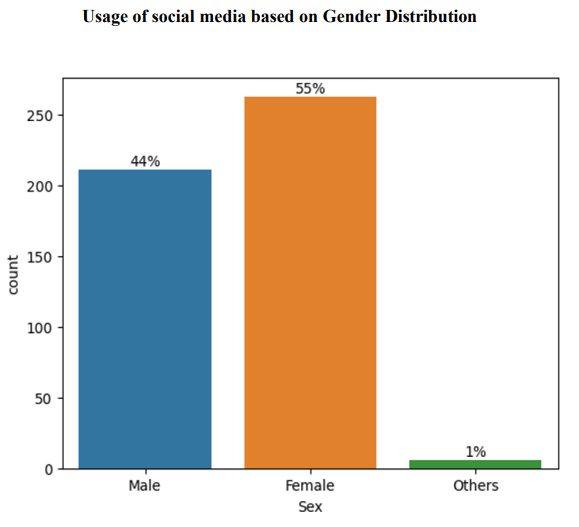 Usage of social media based on Gender Distribution
55%
250
44%
200
150
count
100
50
1%
0
Male Female Others
Sex